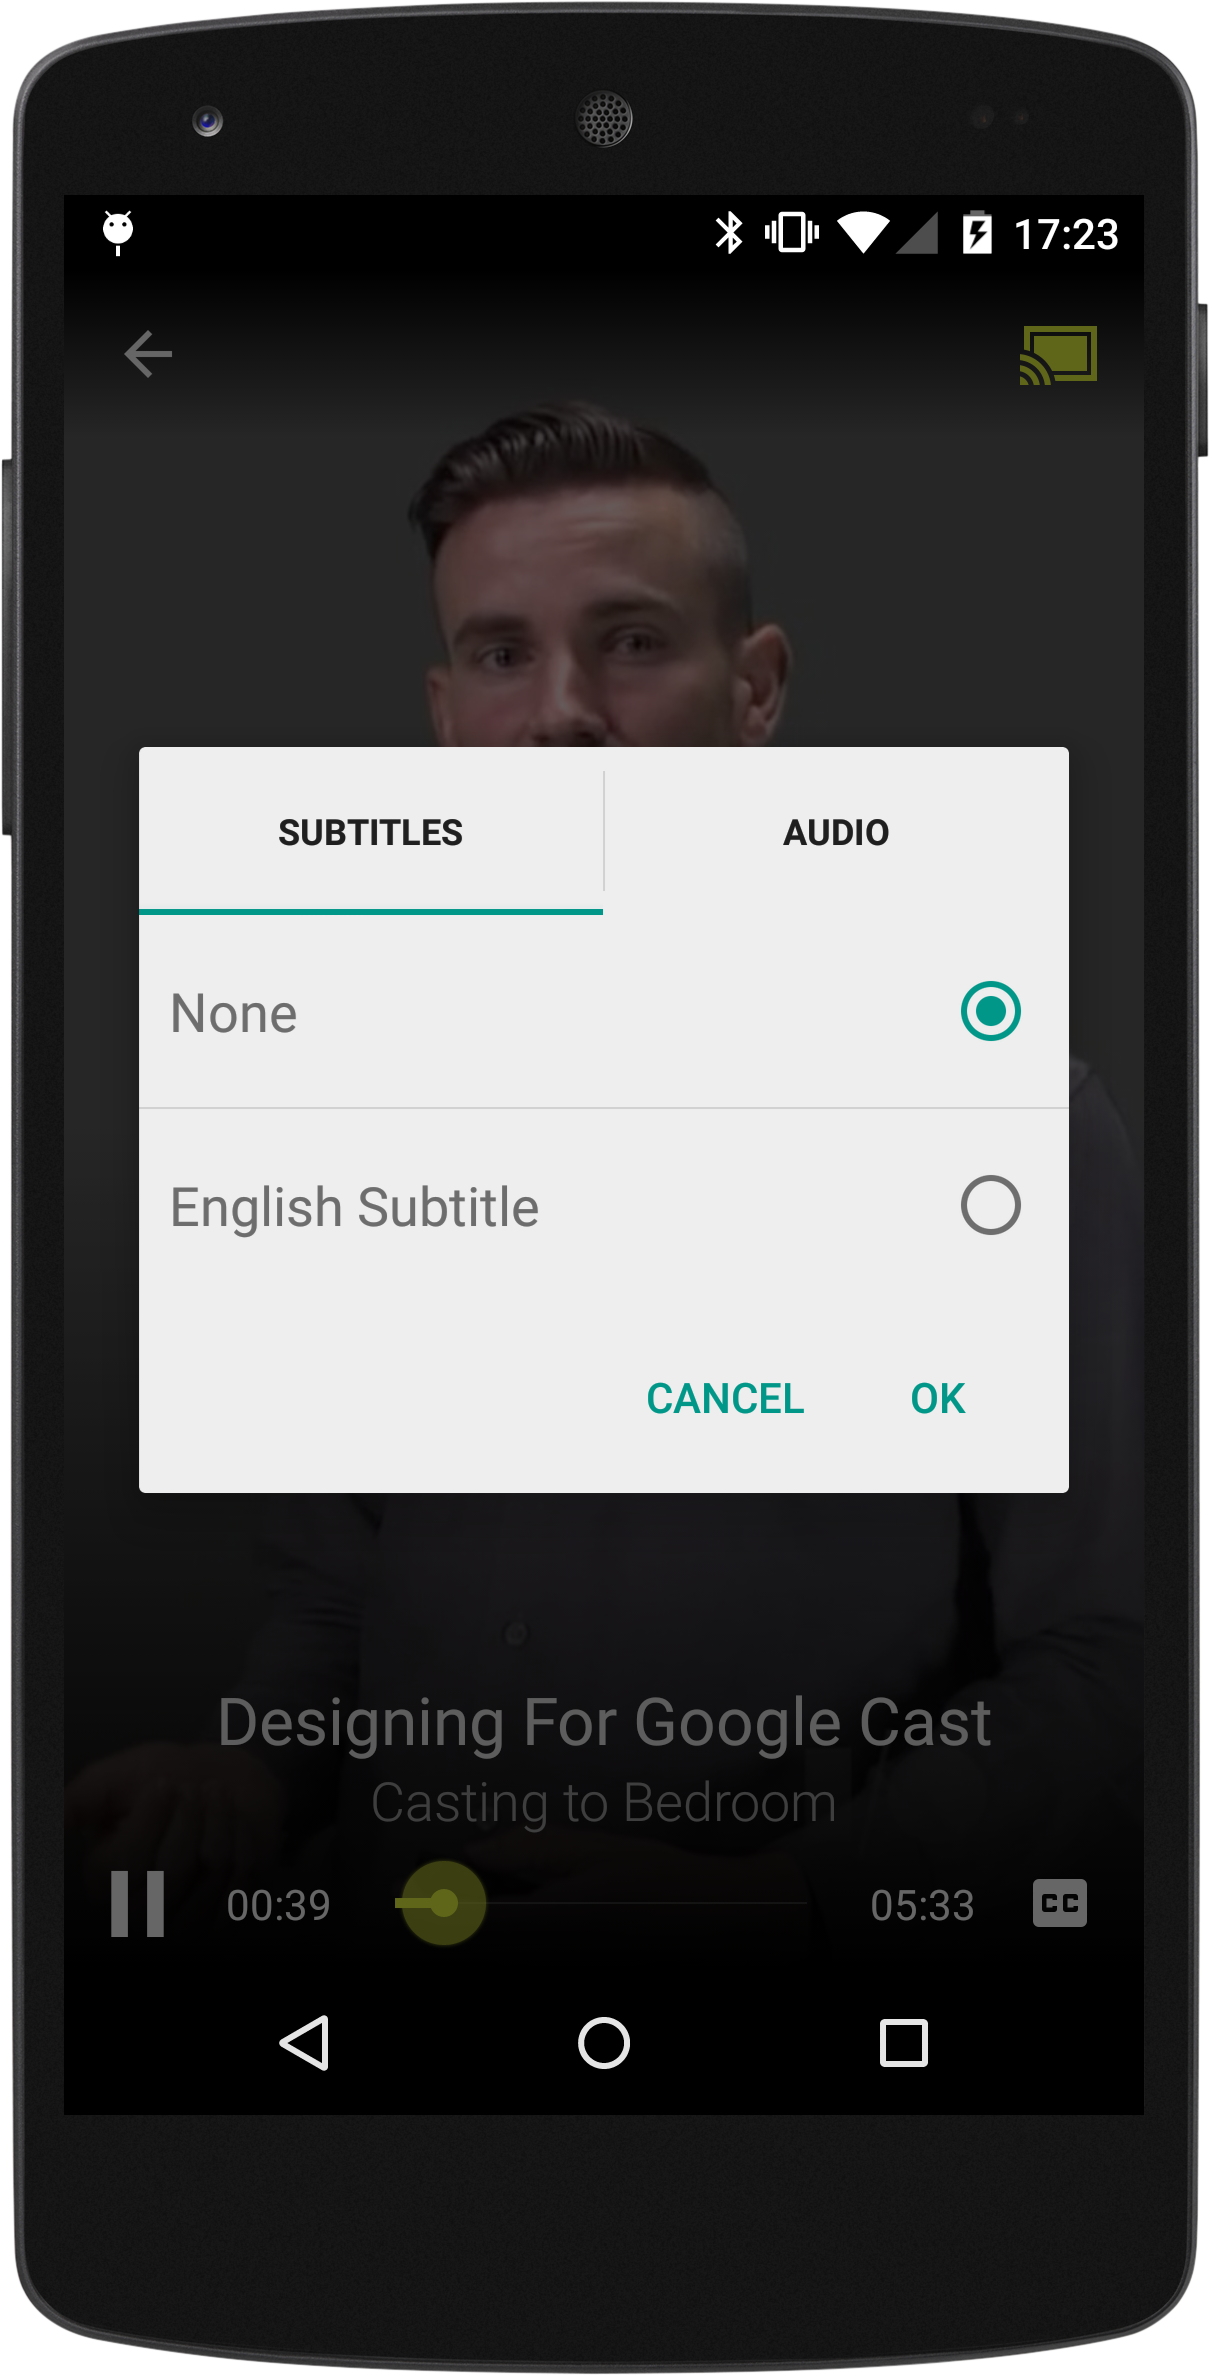 17:23
SUBTITLES AUDIO
None
English Subtitle
CANCEL OK
Designing For Google Cast
Casting to Bedroom
00:39 05:33 CC